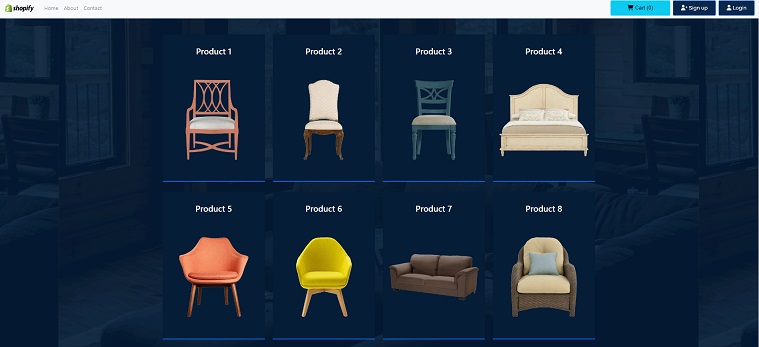 shopify Home About Contact Cart (0) Sign up Login
Product 1 Product 2 Product 3 Product 4
Product 5 Product 6 Product 7 Product 8